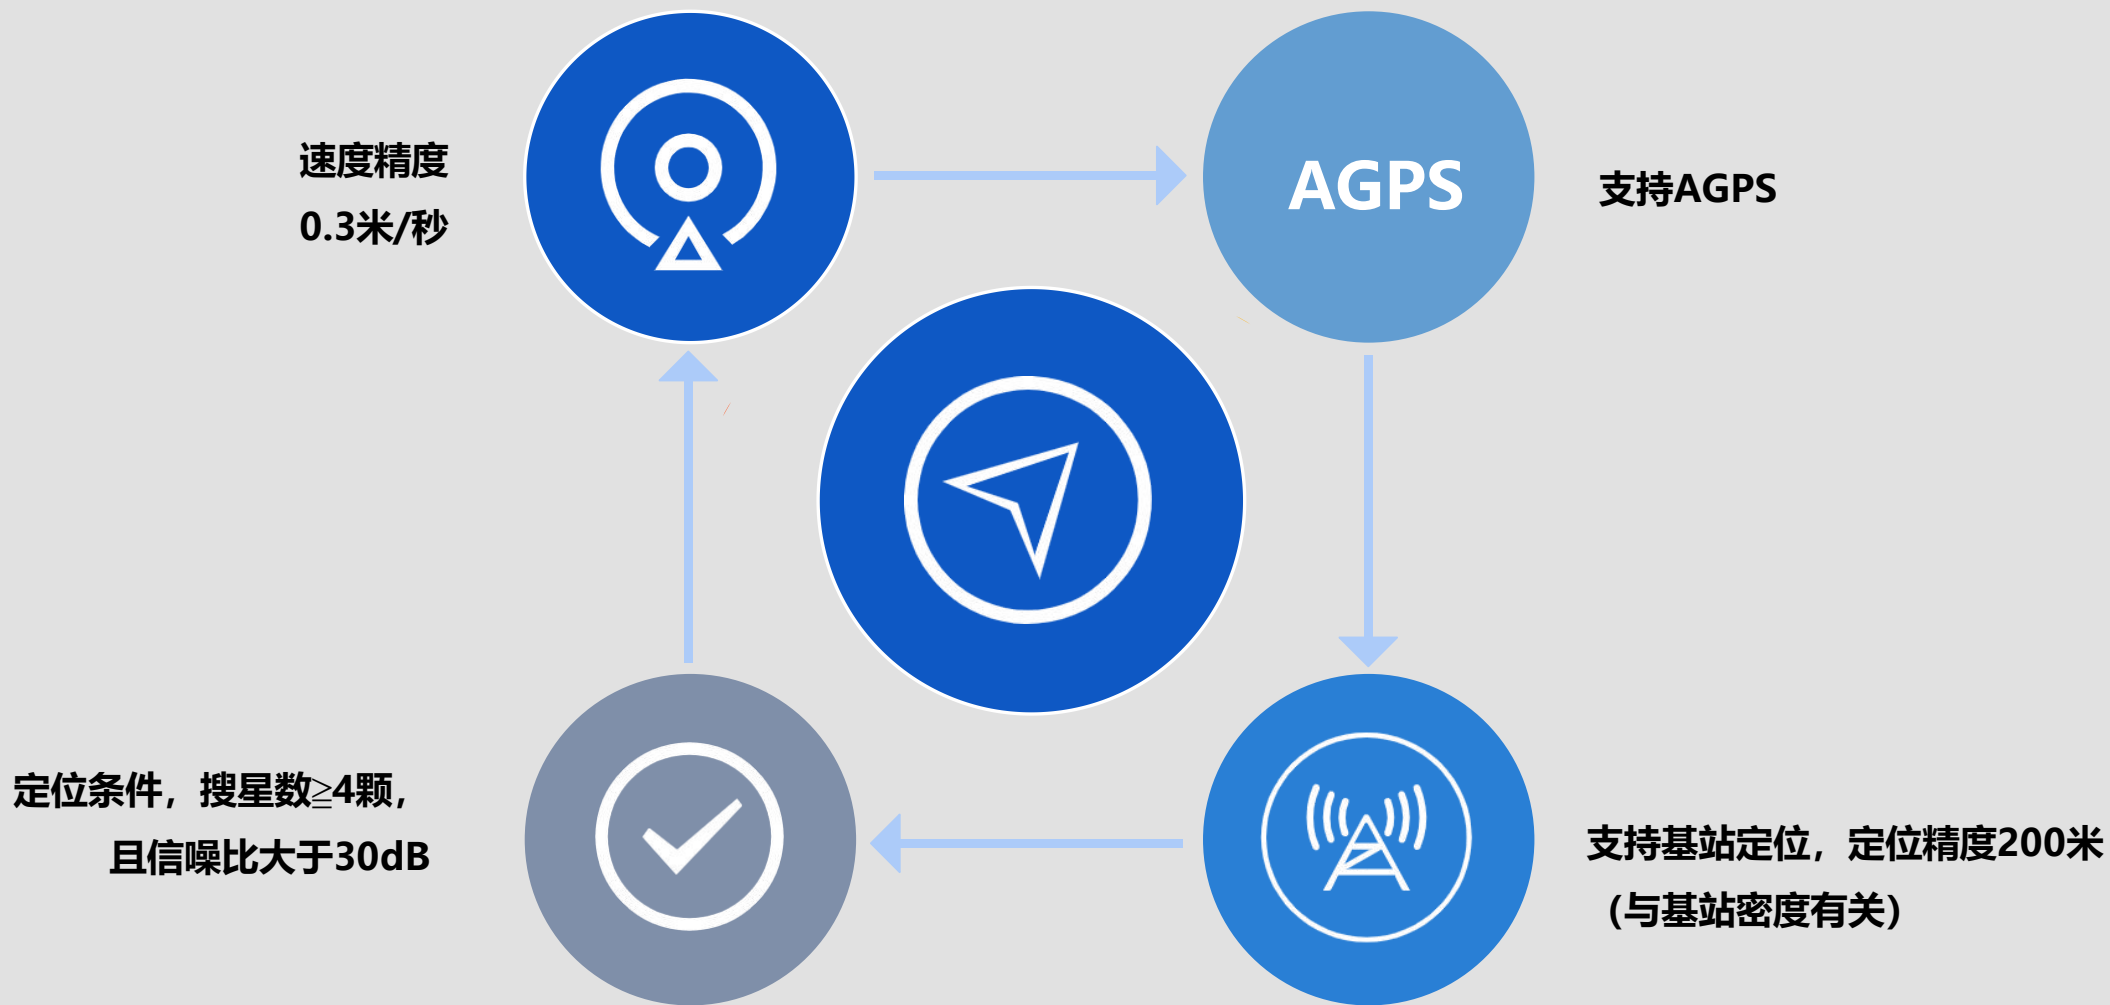 速度精度
0.3米/秒
AGPS
支持AGPS
定位条件，搜星数≧4颗，
且信噪比大于30dB
支持基站定位，定位精度200米
（与基站密度有关）